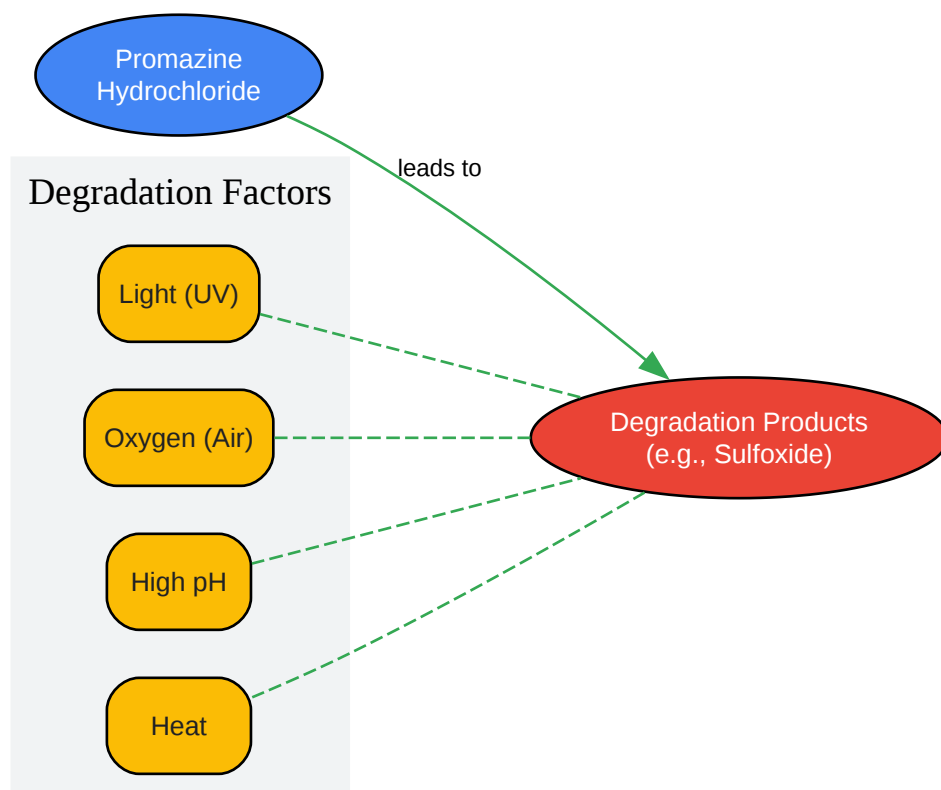 Promazine
Hydrochloride
leads to
Degradation Factors
Light (UV)
Oxygen (Air)
Degradation Products
(e.g., Sulfoxide)
High pH
Heat